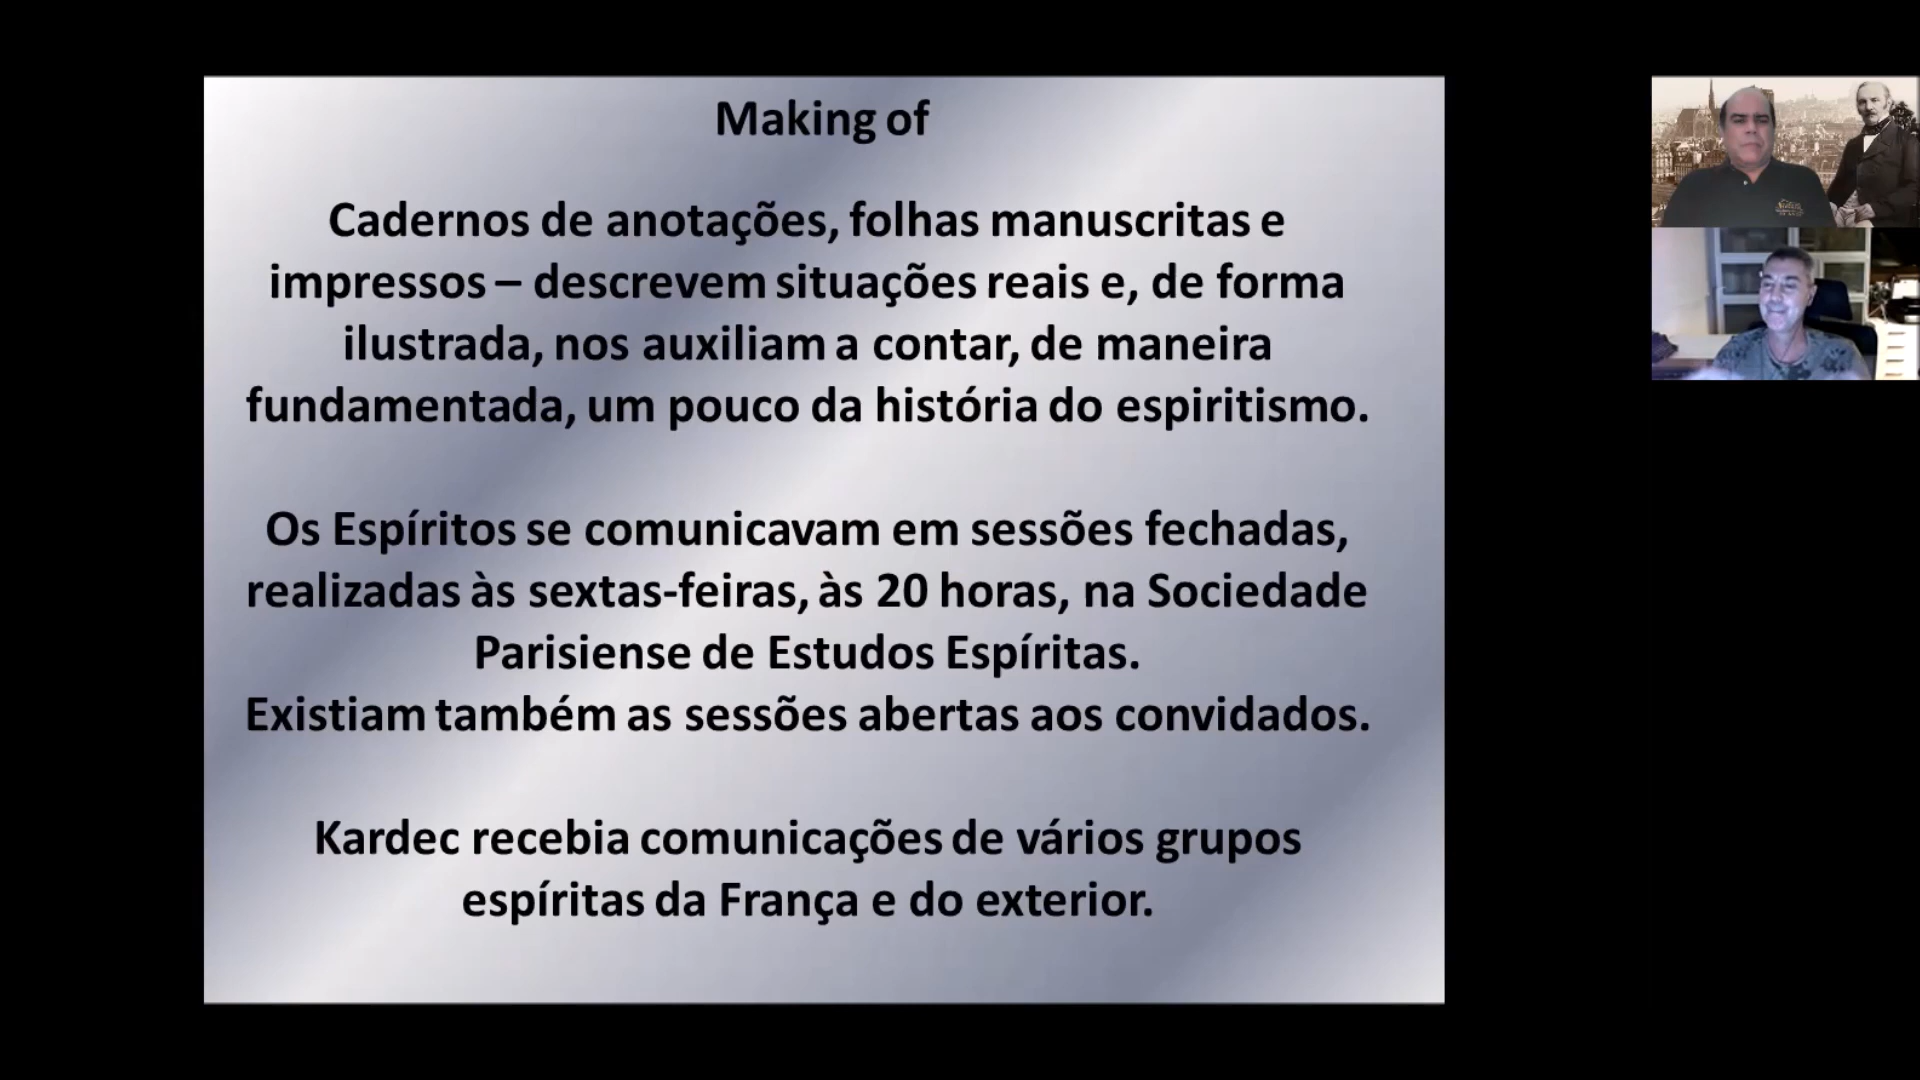 Making of
Cadernos de anotações, folhas manuscritas e
impressos – descrevem situações reais e, de forma
ilustrada, nos auxiliam a contar, de maneira
fundamentada, um pouco da história do espiritismo.
Os Espíritos se comunicavam em sessões fechadas,
realizadas às sextas-feiras, às 20 horas, na Sociedade
Parisiense de Estudos Espíritas.
Existiam também as sessões abertas aos convidados.
Kardec recebia comunicações de vários grupos
espíritas da França e do exterior.